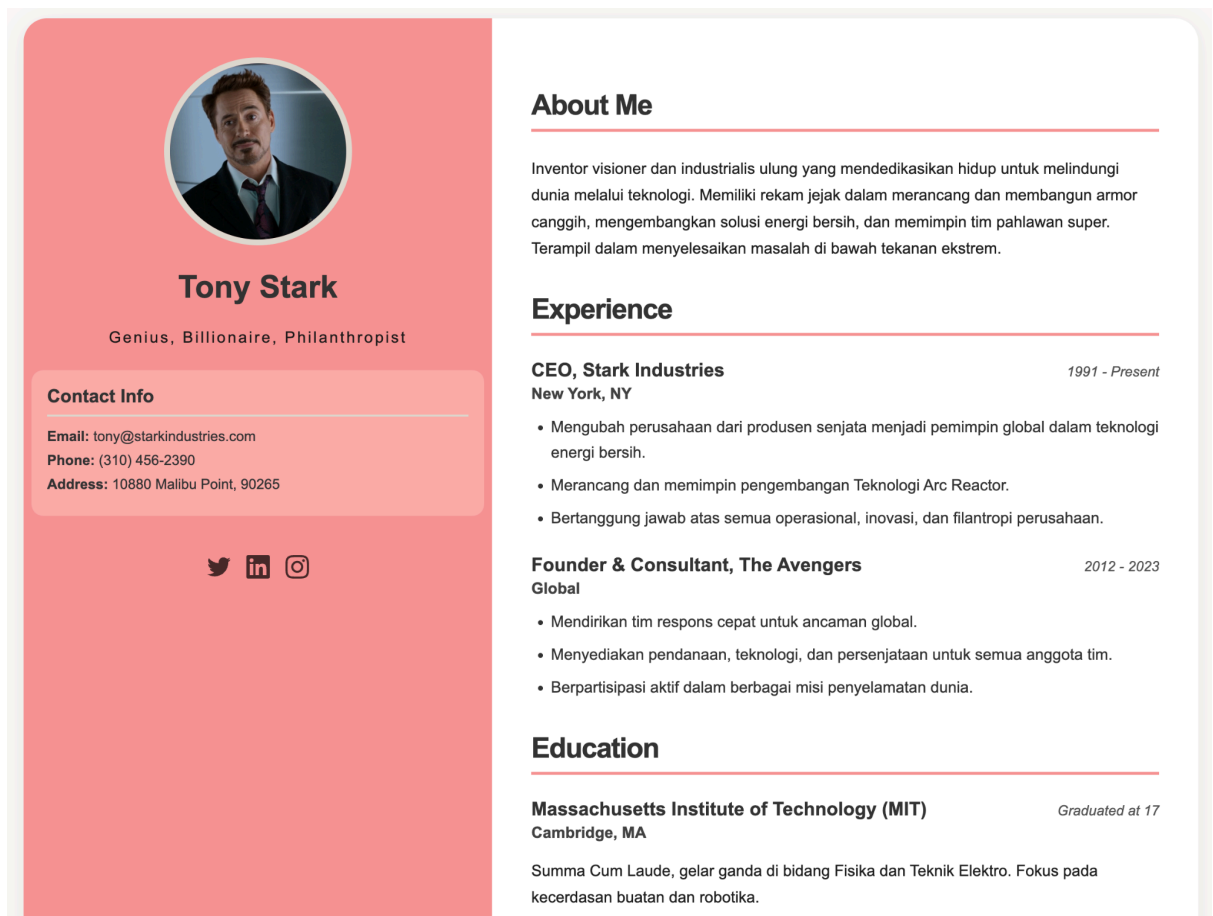 Tony Stark
Genius, Billionaire, Philanthropist
Contact Info
Email: tony@starkindustries.com
Phone: (310) 456-2390
Address: 10880 Malibu Point, 90265
About Me
Inventor visioner dan industrialis ulung yang mendedikasikan hidup untuk melindungi
dunia melalui teknologi. Memiliki rekam jejak dalam merancang dan membangun armor
canggih, mengembangkan solusi energi bersih, dan memimpin tim pahlawan super.
Terampil dalam menyelesaikan masalah di bawah tekanan ekstrem.
Experience
CEO, Stark Industries 1991 - Present
New York, NY
• Mengubah perusahaan dari produsen senjata menjadi pemimpin global dalam teknologi
energi bersih.
• Merancang dan memimpin pengembangan Teknologi Arc Reactor.
• Bertanggung jawab atas semua operasional, inovasi, dan filantropi perusahaan.
Founder & Consultant, The Avengers 2012 - 2023
Global
• Mendirikan tim respons cepat untuk ancaman global.
• Menyediakan pendanaan, teknologi, dan persenjataan untuk semua anggota tim.
• Berpartisipasi aktif dalam berbagai misi penyelamatan dunia.
Education
Massachusetts Institute of Technology (MIT) Graduated at 17
Cambridge, MA
Summa Cum Laude, gelar ganda di bidang Fisika dan Teknik Elektro. Fokus pada
kecerdasan buatan dan robotika.